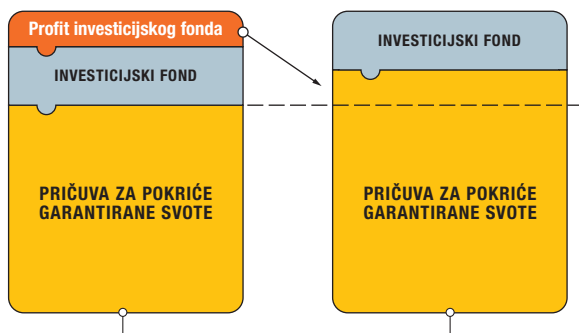 Profit investicijskog fonda
INVESTICIJSKI FOND
PRIČUVA ZA POKRIĆE
GARANTIRANE SVOTE
INVESTICIJSKI FOND
PRIČUVA ZA POKRIĆE
GARANTIRANE SVOTE